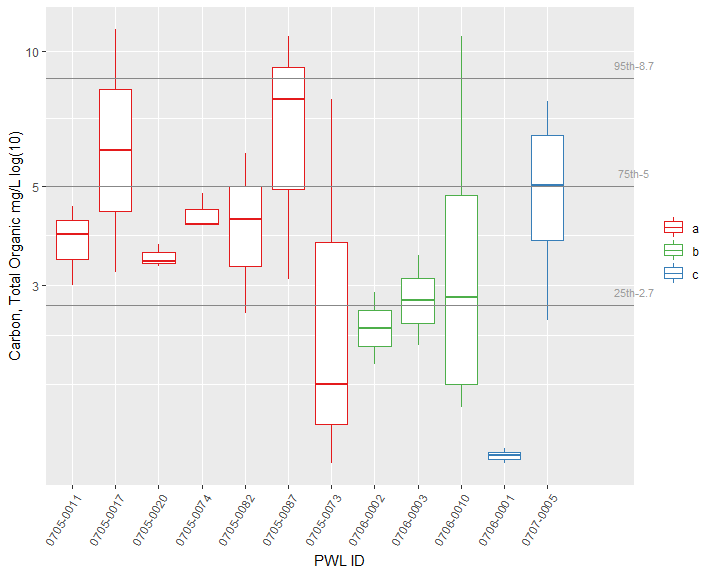 Carbon, Total Organic mg/L log(10)
10
5
3
95th-8.7
75th-5
25th-2.7
a
b
c
0705-0011
0705-0017
0705-0020
0705-0074
0705-0082
0705-0087
0705-0073
0706-0002
0706-0003
0706-0010
0706-0001
0707-0005
PWL ID